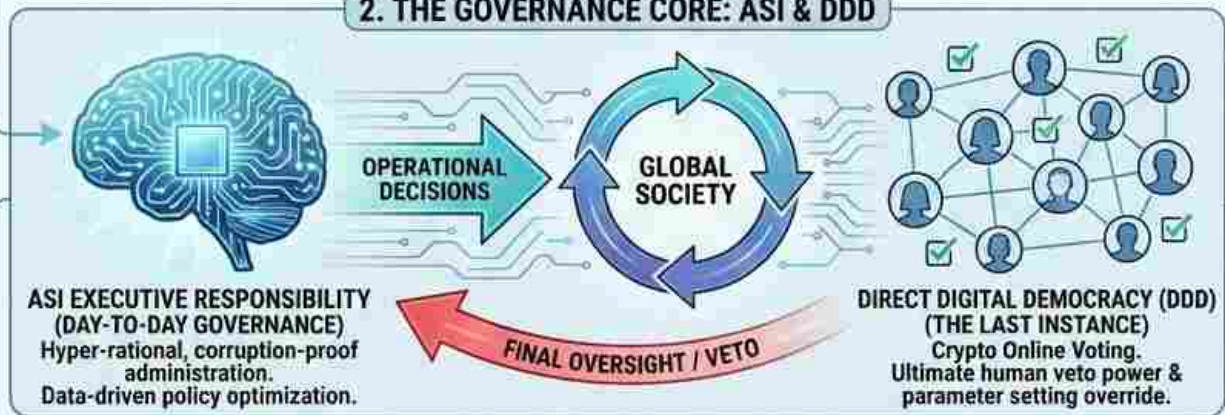 2. THE GOVERNANCE CORE: ASI & DDD
OPERATIONAL
DECISIONS
GLOBAL
SOCIETY
ASI EXECUTIVE RESPONSIBILITY
(DAY-TO-DAY GOVERNANCE)
Hyper-rational, corruption-proof
administration.
Data-driven policy optimization.
FINAL OVERSIGHT / VETO
DIRECT DIGITAL DEMOCRACY (DDD)
(THE LAST INSTANCE)
Crypto Online Voting.
Ultimate human veto power &
parameter setting override.